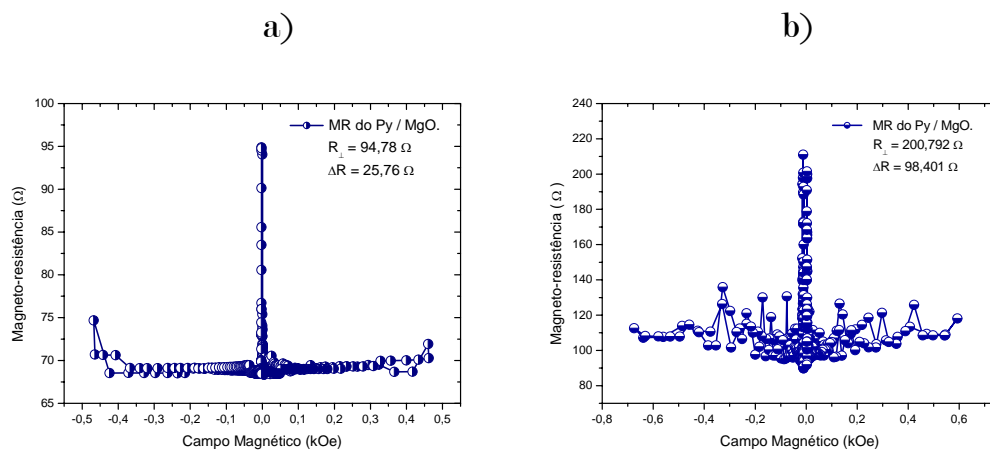 a)
b)
Magneto-resistência (Ω)
100
95
90
85
80
75
70
65
MR do Py / MgO.
R⊥ = 94,78 Ω
ΔR = 25,76 Ω
-0,5 -0,4 -0,3 -0,2 -0,1 0,0 0,1 0,2 0,3 0,4 0,5
Campo Magnético (kOe)
Magneto-resistência ( Ω )
240
220
200
180
160
140
120
100
80
MR do Py / MgO.
R⊥ = 200,792 Ω
ΔR = 98,401 Ω
-0,8 -0,6 -0,4 -0,2 0,0 0,2 0,4 0,6
Campo Magnético (kOe)